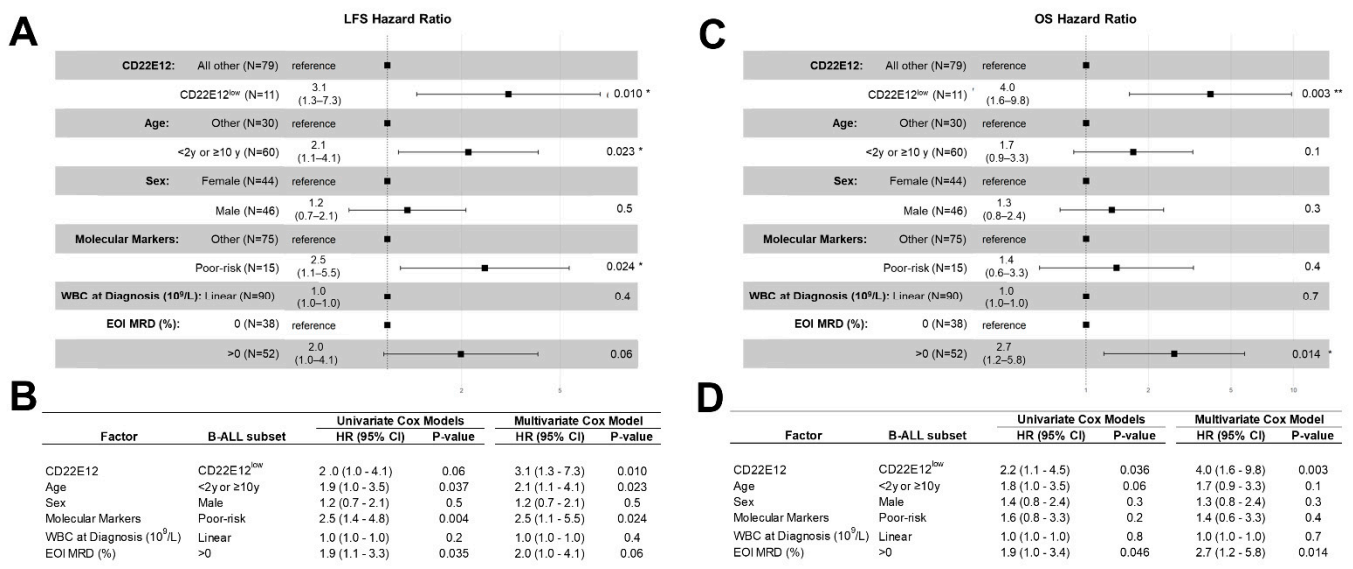 A
LFS Hazard Ratio
CD22E12: All other (N=79) reference
CD22E12low (N=11) 3.1 (1.3–7.3) 0.010 *
Age: Other (N=30) reference
<2y or ≥10 y (N=60) 2.1 (1.1–4.1) 0.023 *
Sex: Female (N=44) reference
Male (N=46) 1.2 (0.7–2.1) 0.5
Molecular Markers: Other (N=75) reference
Poor-risk (N=15) 2.5 (1.1–5.5) 0.024 *
WBC at Diagnosis (10⁹/L): Linear (N=90) 1.0 (1.0–1.0) 0.4
EOI MRD (%): 0 (N=38) reference
>0 (N=52) 2.0 (1.0–4.1) 0.06
2 5
C
OS Hazard Ratio
CD22E12: All other (N=79) reference
CD22E12low (N=11) 4.0 (1.6–9.8) 0.003 **
Age: Other (N=30) reference
<2y or ≥10 y (N=60) 1.7 (0.9–3.3) 0.1
Sex: Female (N=44) reference
Male (N=46) 1.3 (0.8–2.4) 0.3
Molecular Markers: Other (N=75) reference
Poor-risk (N=15) 1.4 (0.6–3.3) 0.4
WBC at Diagnosis (10⁹/L): Linear (N=90) 1.0 (1.0–1.0) 0.7
EOI MRD (%): 0 (N=38) reference
>0 (N=52) 2.7 (1.2–5.8) 0.014 *
1 2 5 10
B
Univariate Cox Models Multivariate Cox Model
Factor B-ALL subset HR (95% CI) P-value HR (95% CI) P-value
CD22E12 CD22E12low 2.0 (1.0 - 4.1) 0.06 3.1 (1.3 - 7.3) 0.010
Age <2y or ≥10y 1.9 (1.0 - 3.5) 0.037 2.1 (1.1 - 4.1) 0.023
Sex Male 1.2 (0.7 - 2.1) 0.5 1.2 (0.7 - 2.1) 0.5
Molecular Markers Poor-risk 2.5 (1.4 - 4.8) 0.004 2.5 (1.1 - 5.5) 0.024
WBC at Diagnosis (10⁹/L) Linear 1.0 (1.0 - 1.0) 0.2 1.0 (1.0 - 1.0) 0.4
EOI MRD (%) >0 1.9 (1.1 - 3.3) 0.035 2.0 (1.0 - 4.1) 0.06
D
Univariate Cox Models Multivariate Cox Model
Factor B-ALL subset HR (95% CI) P-value HR (95% CI) P-value
CD22E12 CD22E12low 2.2 (1.1 - 4.5) 0.036 4.0 (1.6 - 9.8) 0.003
Age <2y or ≥10y 1.8 (1.0 - 3.5) 0.06 1.7 (0.9 - 3.3) 0.1
Sex Male 1.4 (0.8 - 2.4) 0.3 1.3 (0.8 - 2.4) 0.3
Molecular Markers Poor-risk 1.6 (0.8 - 3.3) 0.2 1.4 (0.6 - 3.3) 0.4
WBC at Diagnosis (10⁹/L) Linear 1.0 (1.0 - 1.0) 0.8 1.0 (1.0 - 1.0) 0.7
EOI MRD (%) >0 1.9 (1.0 - 3.4) 0.046 2.7 (1.2 - 5.8) 0.014